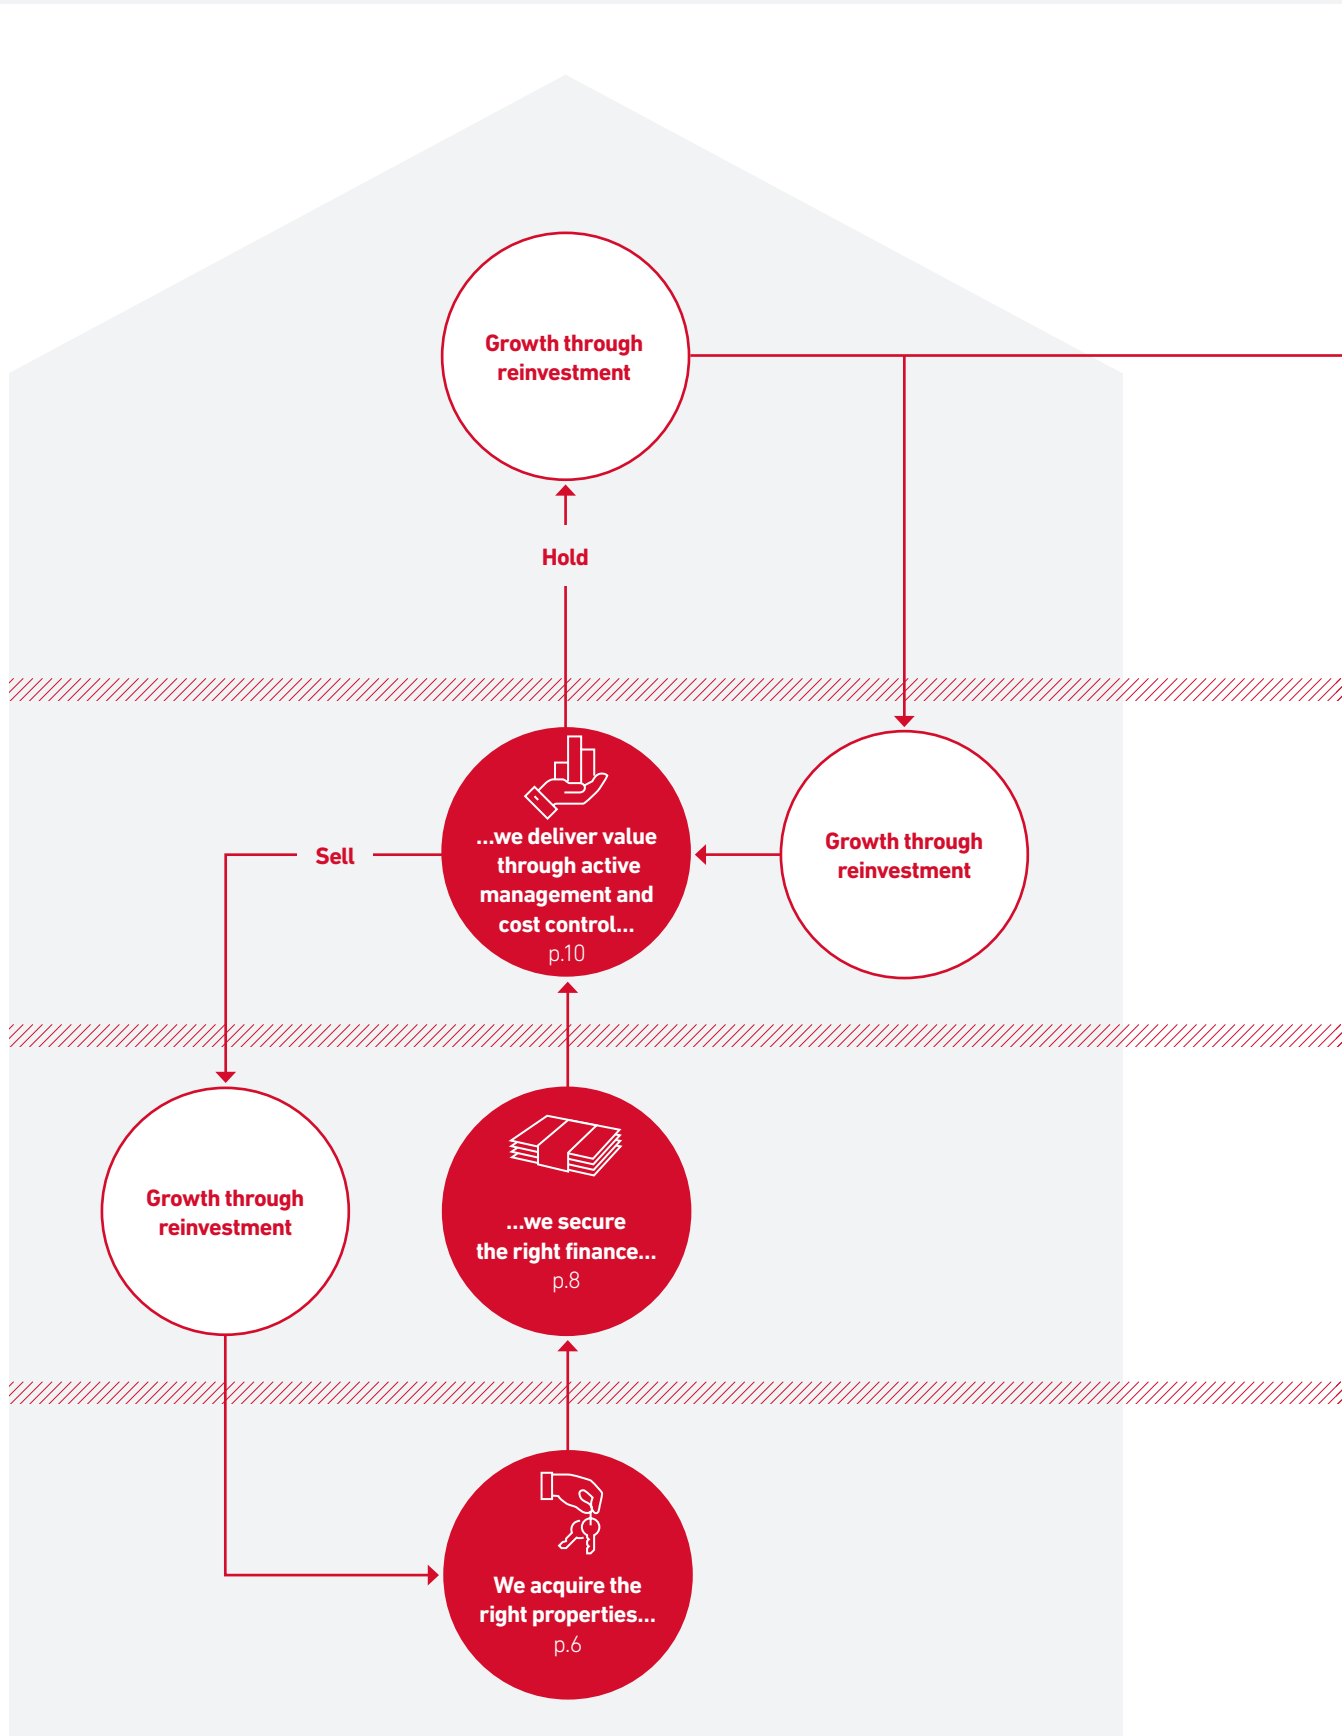 Growth through
reinvestment
Hold
…we deliver value
through active
management and
cost control…
p.10
Sell
Growth through
reinvestment
Growth through
reinvestment
…we secure
the right finance…
p.8
We acquire the
right properties…
p.6